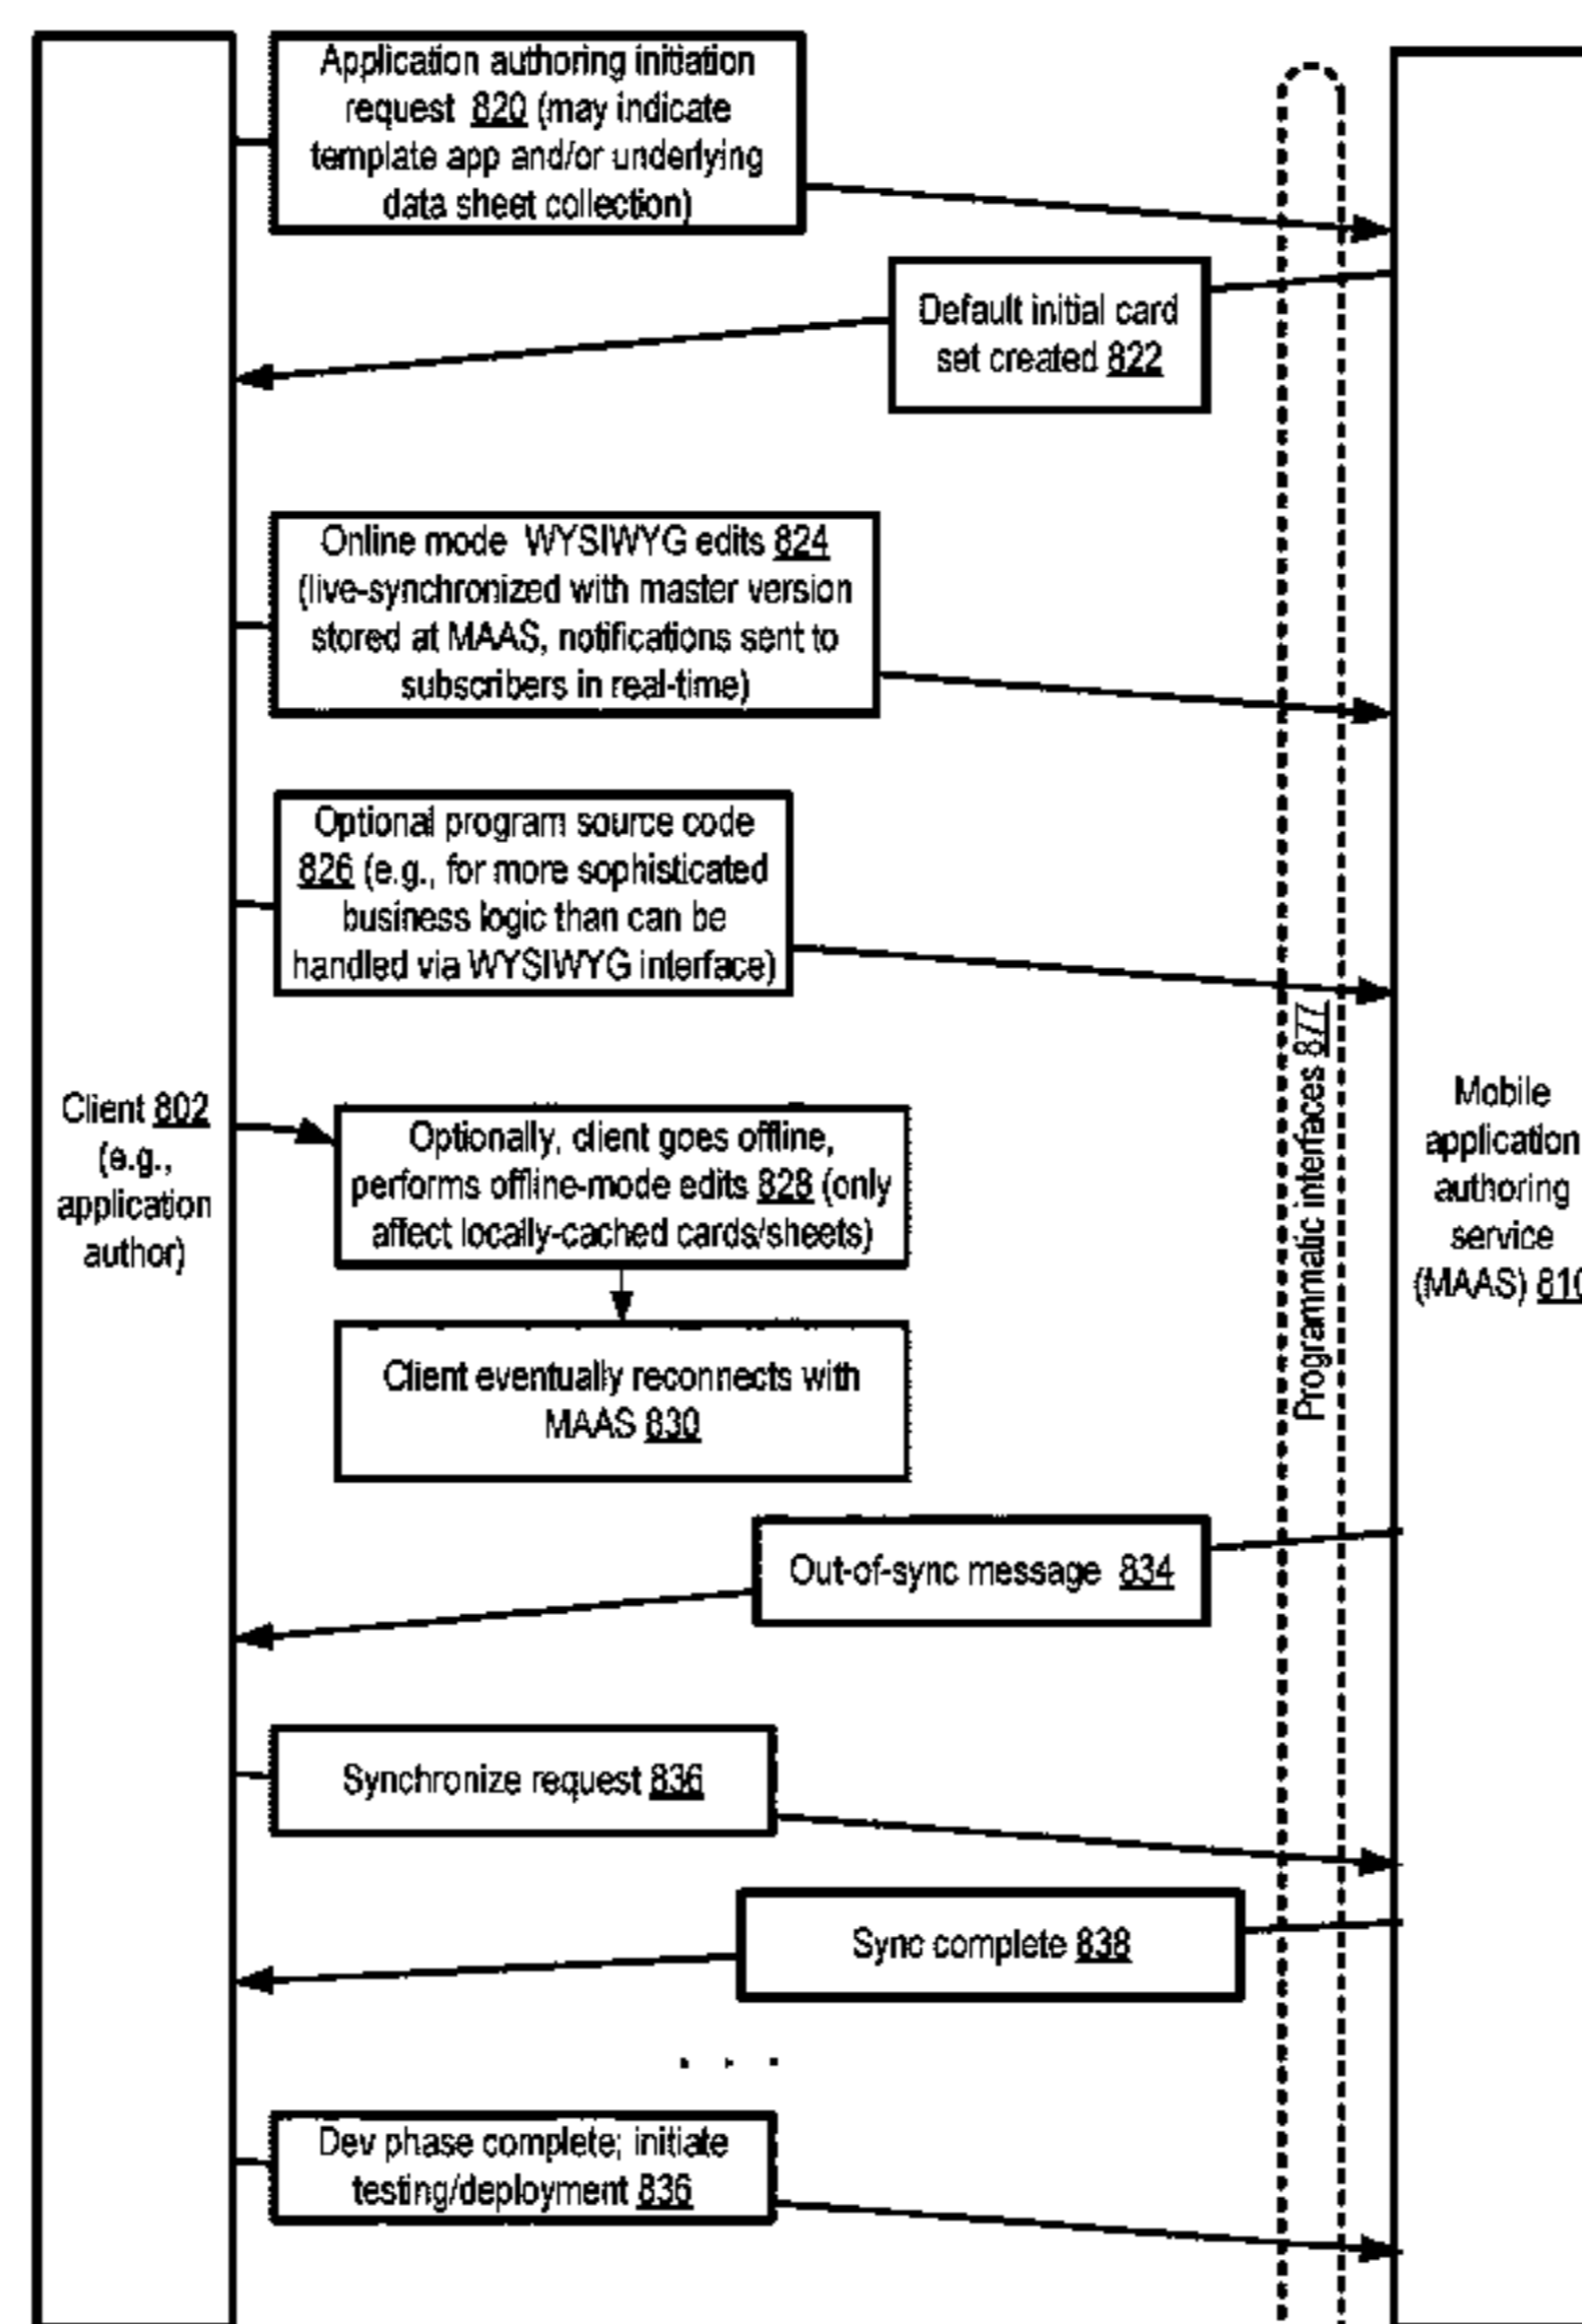 Application authoring initiation
request 820 (may indicate
template app and/or underlying
data sheet collection)
Default initial card
set created 822
Online mode WYSIWYG edits 824
(live-synchronized with master version
stored at MAAS, notifications sent to
subscribers in real-time)
Optional program source code
826 (e.g., for more sophisticated
business logic than can be
handled via WYSIWYG interface)
Client 802
(e.g.,
application
author)
Optionally, client goes offline,
performs offline-mode edits 828 (only
affect locally-cached cards/sheets)
Client eventually reconnects with
MAAS 830
Programmatic interfaces 877
Mobile
application
authoring
service
(MAAS) 810
Out-of-sync message 834
Synchronize request 836
Sync complete 838
. . .
Dev phase complete; initiate
testing/deployment 836